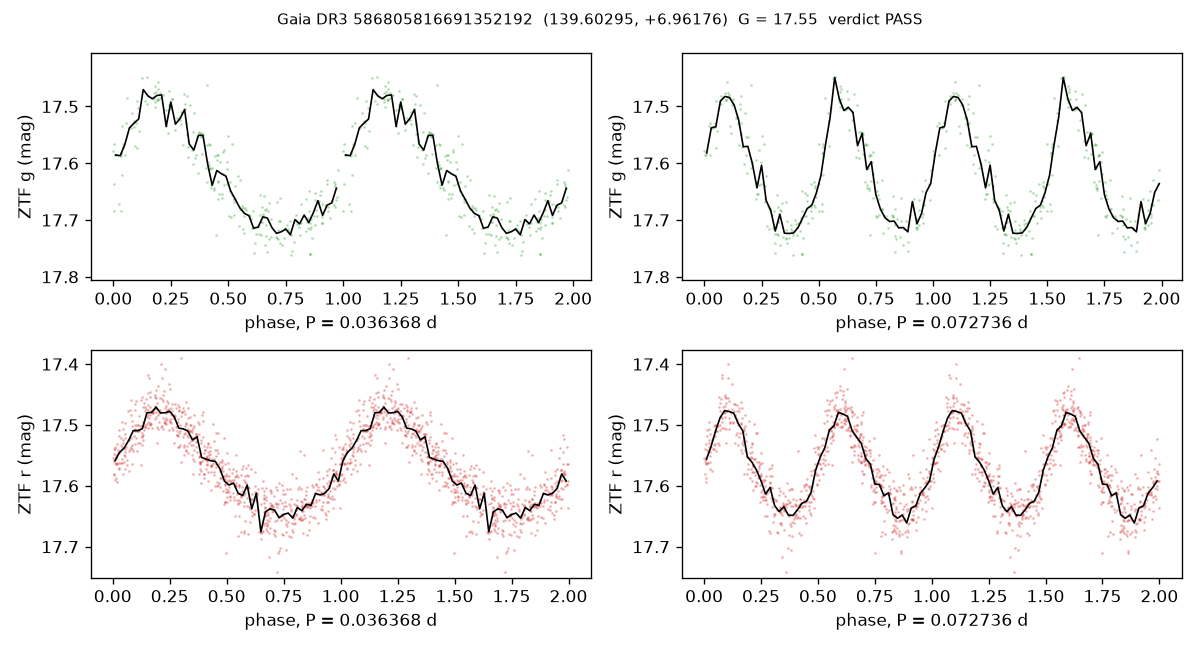 Gaia DR3 586805816691352192  (139.60295, +6.96176)  G = 17.55  verdict PASS
ZTF g (mag)
17.5
17.6
17.7
17.8
0.00 0.25 0.50 0.75 1.00 1.25 1.50 1.75 2.00
phase, P = 0.036368 d
ZTF g (mag)
17.5
17.6
17.7
17.8
0.00 0.25 0.50 0.75 1.00 1.25 1.50 1.75 2.00
phase, P = 0.072736 d
ZTF r (mag)
17.4
17.5
17.6
17.7
0.00 0.25 0.50 0.75 1.00 1.25 1.50 1.75 2.00
phase, P = 0.036368 d
ZTF r (mag)
17.4
17.5
17.6
17.7
0.00 0.25 0.50 0.75 1.00 1.25 1.50 1.75 2.00
phase, P = 0.072736 d